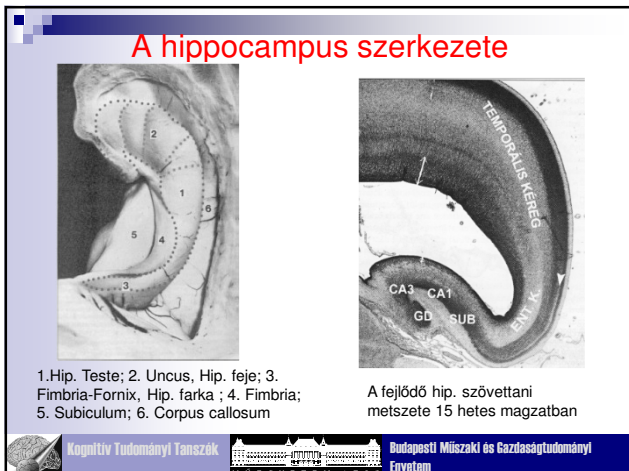 A hippocampus szerkezete
2
1
6
5
4
3
1.Hip. Teste; 2. Uncus, Hip. feje; 3.
Fimbria-Fornix, Hip. farka ; 4. Fimbria;
5. Subiculum; 6. Corpus callosum
TEMPORÁLIS KÉREG
CA3
CA1
GD
SUB
ENT K.
A fejlődő hip. szövettani
metszete 15 hetes magzatban
Kognitív Tudományi Tanszék
Budapesti Műszaki és Gazdaságtudományi
Egyetem